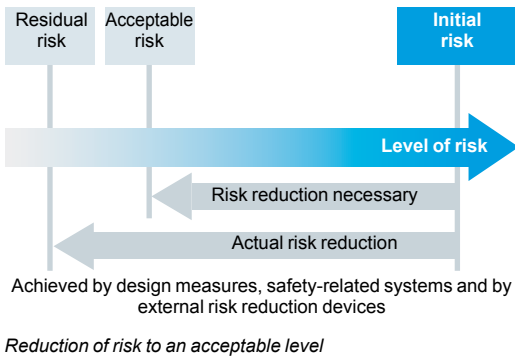 Residual
risk
Acceptable
risk
Initial
risk
Level of risk
Risk reduction necessary
Actual risk reduction
Achieved by design measures, safety-related systems and by
external risk reduction devices
Reduction of risk to an acceptable level